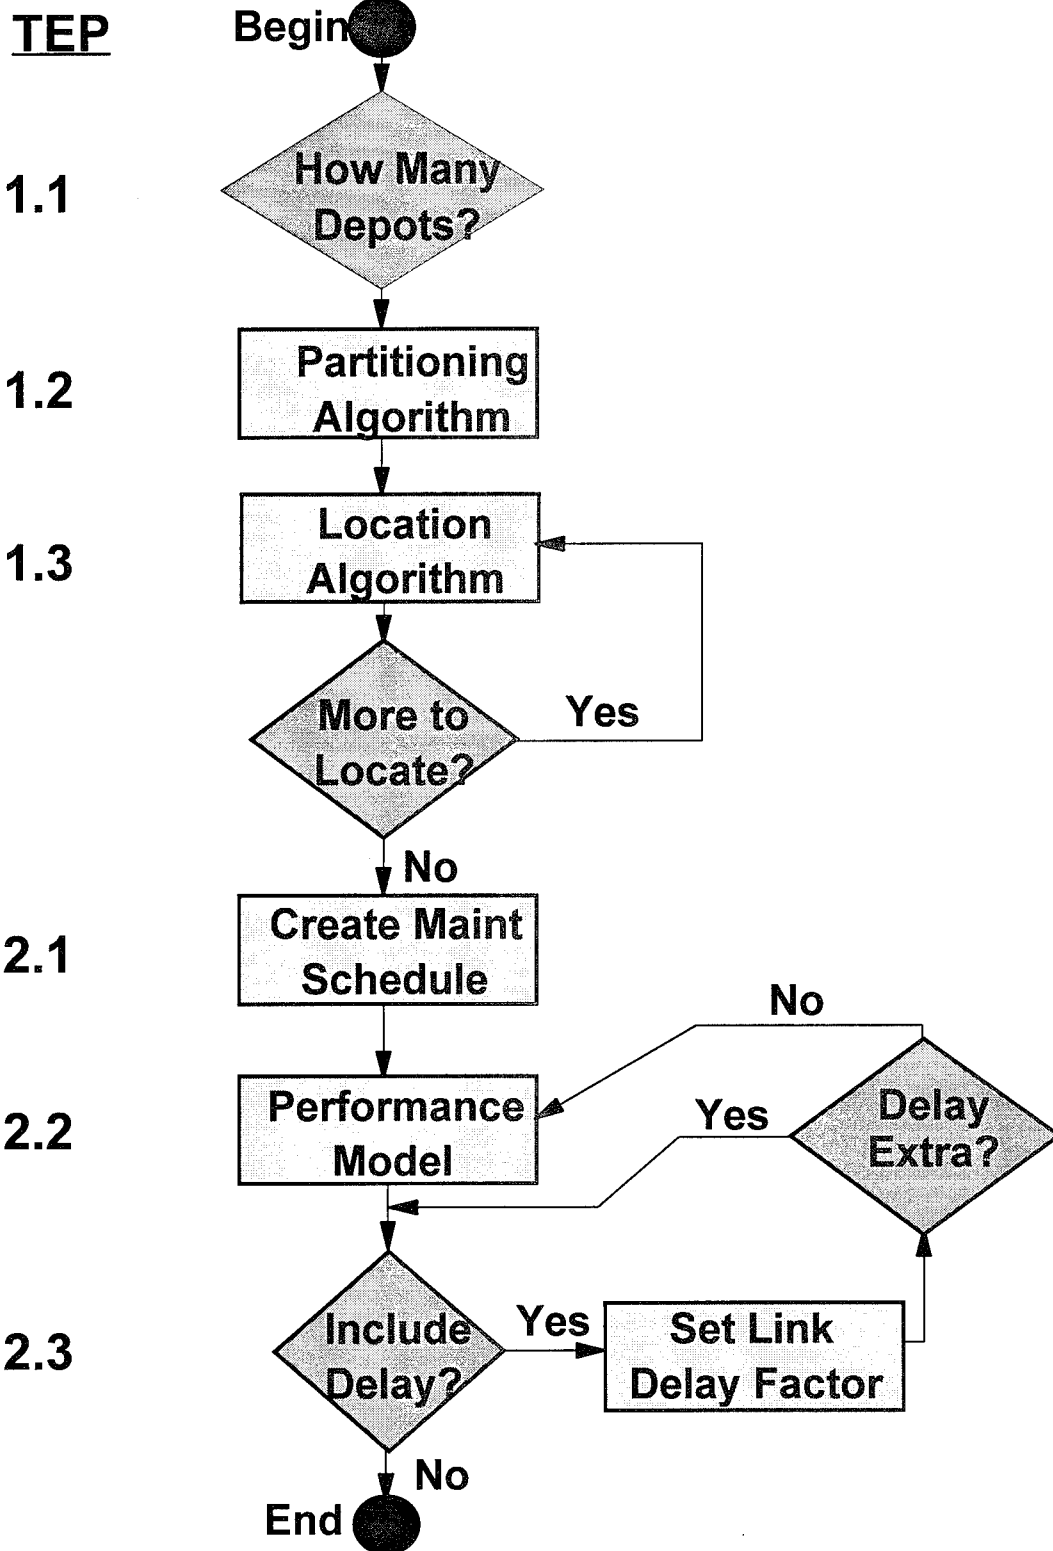 TEP
Begin
1.1
How Many
Depots?
1.2
Partitioning
Algorithm
1.3
Location
Algorithm
More to
Locate?
Yes
No
2.1
Create Maint
Schedule
No
2.2
Performance
Model
Yes
Delay
Extra?
2.3
Include
Delay?
Yes
Set Link
Delay Factor
No
End